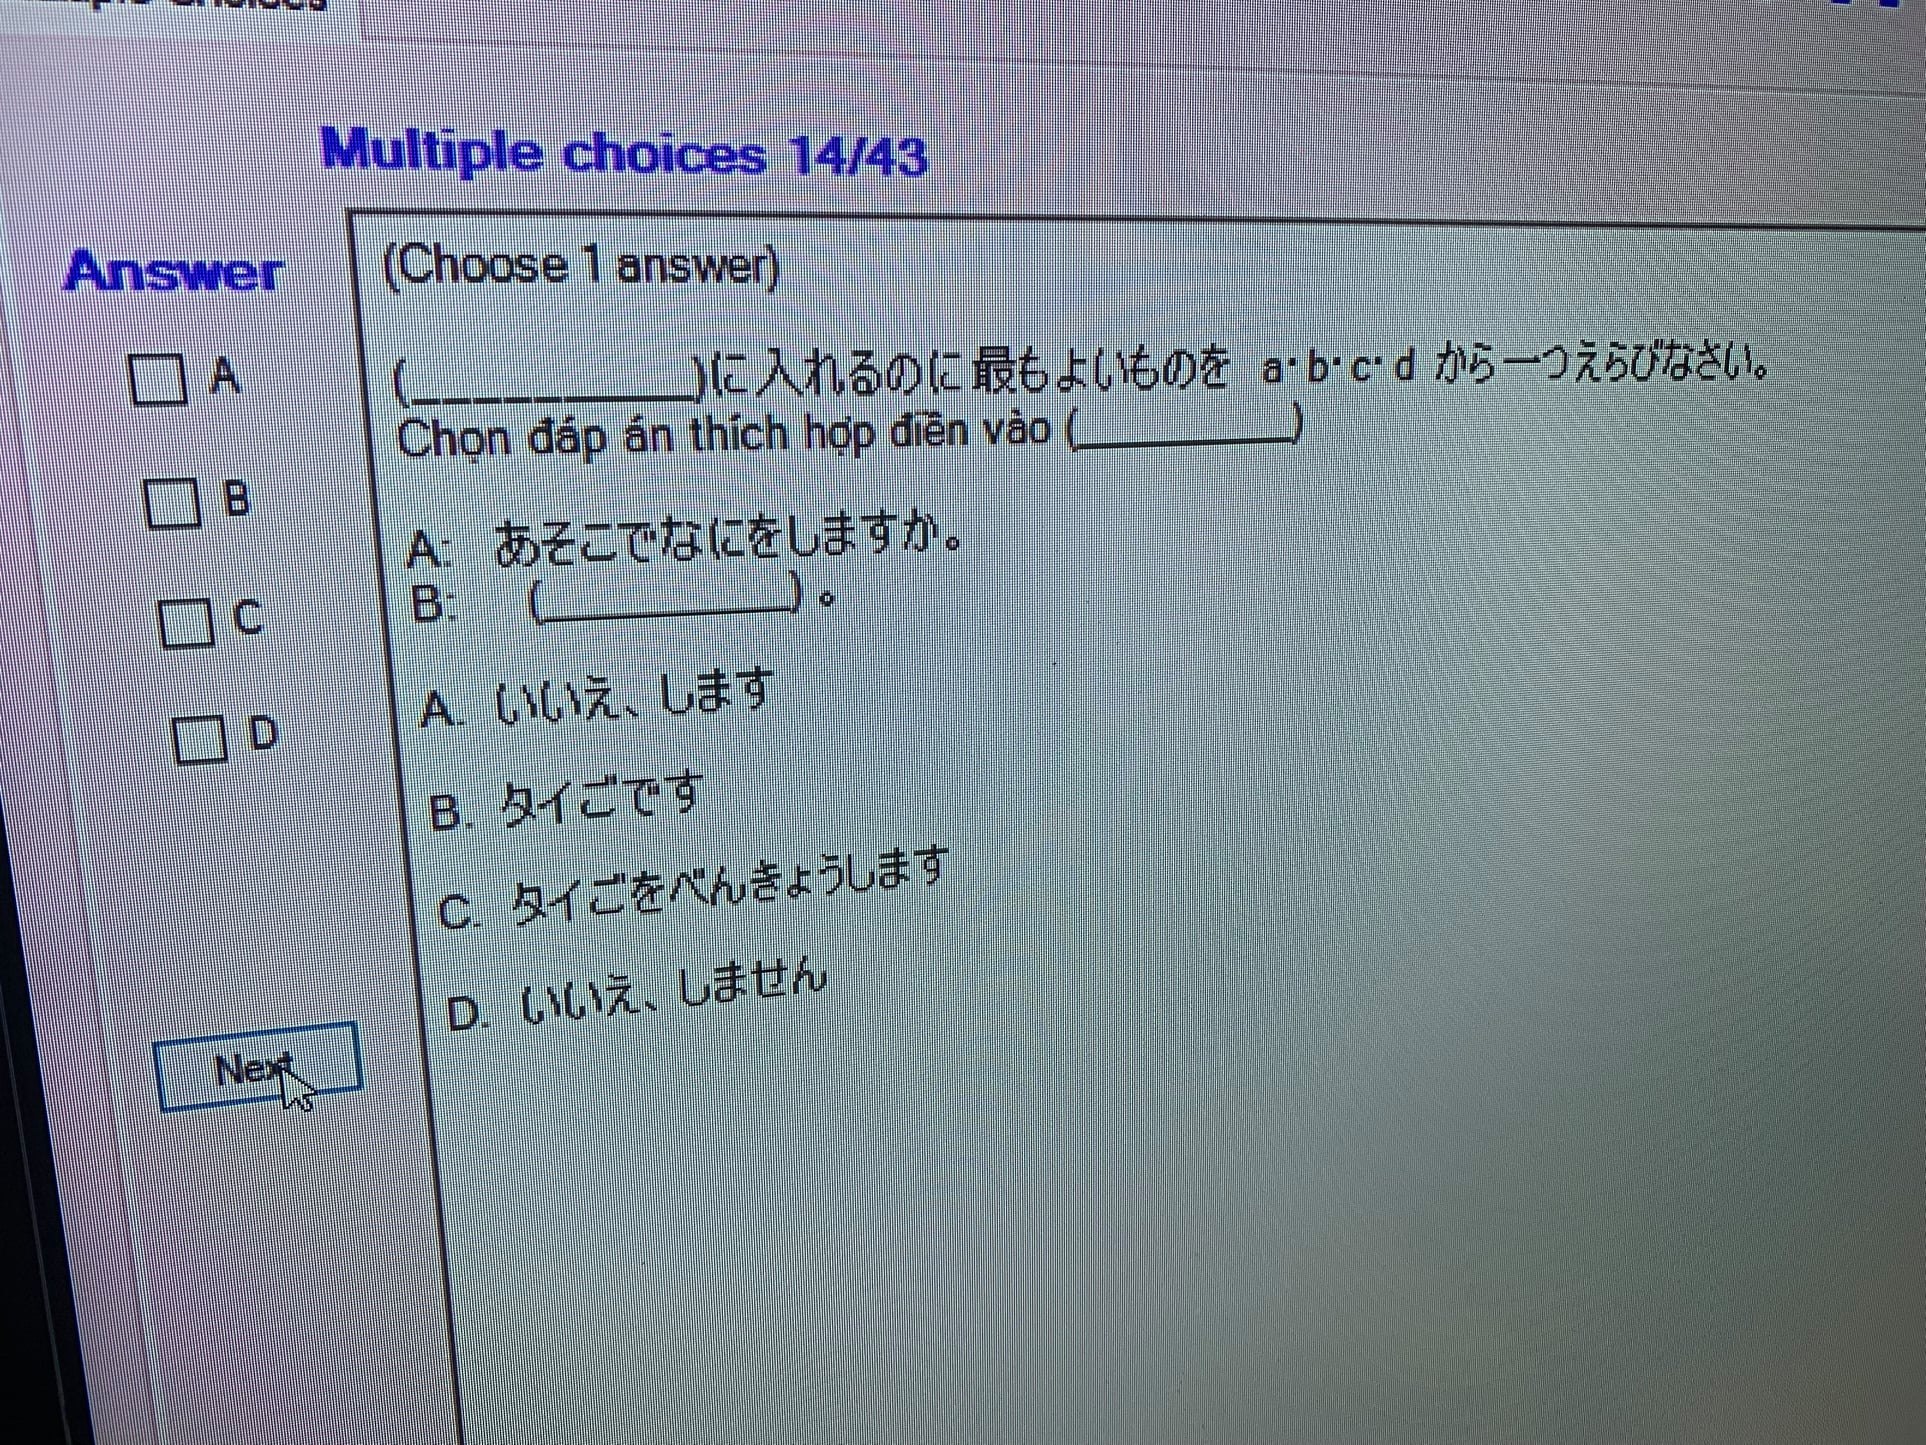 Multiple choices 14/43
Answer
(Choose 1 answer)
A
B
C
D
(__________)に入れるのに最もよいものを a・b・c・d から一つえらびなさい。
Chọn đáp án thích hợp điền vào (__________)
A: あそこでなにをしますか。
B: (__________)。
A. いいえ、します
B. タイごです
C. タイごをべんきょうします
D. いいえ、しません
Next